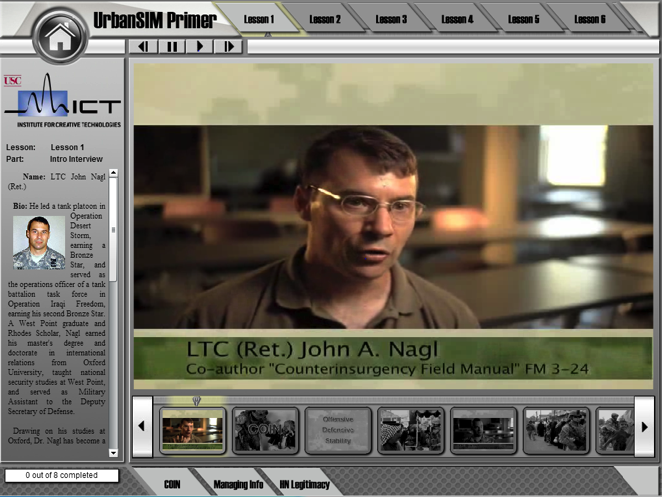 UrbanSIM Primer
Lesson 1
Lesson 2
Lesson 3
Lesson 4
Lesson 5
Lesson 6
USC
ICT
INSTITUTE FOR CREATIVE TECHNOLOGIES
Lesson: Lesson 1
Part: Intro Interview
Name: LTC John Nagl
(Ret.)
Bio: He led a tank platoon in
Operation
Desert
Storm,
earning a
Bronze
Star, and
served as
the operations officer of a tank
battalion task force in
Operation Iraqi Freedom,
earning his second Bronze Star.
A West Point graduate and
Rhodes Scholar, Nagl earned
his master's degree and
doctorate in international
relations from Oxford
University, taught national
security studies at West Point,
and served as Military
Assistant to the Deputy
Secretary of Defense.
Drawing on his studies at
Oxford, Dr. Nagl has become a
LTC (Ret.) John A. Nagl
Co-author "Counterinsurgency Field Manual" FM 3-24
COIN
Offensive
Defensive
Stability
0 out of 8 completed
COIN
Managing Info
HN Legitimacy